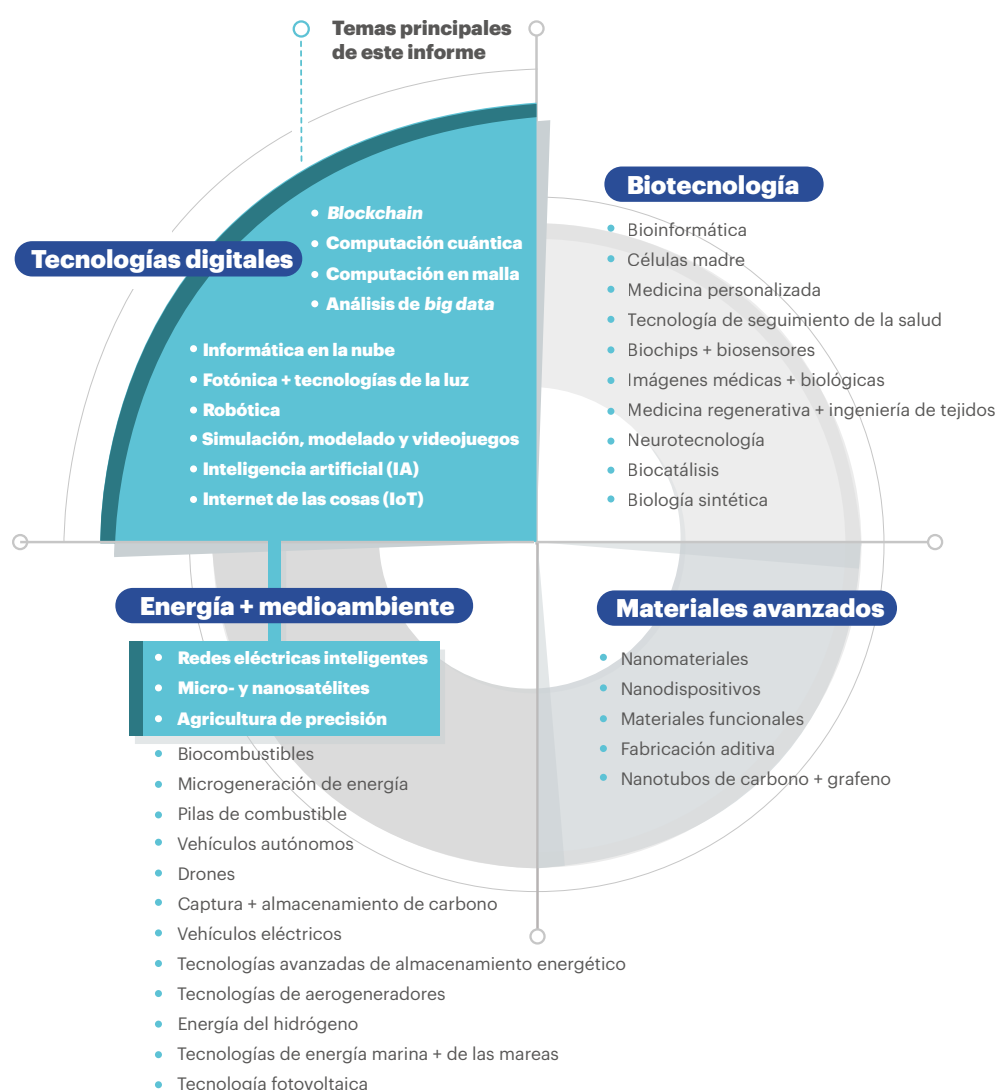 Temas principales
de este informe
Tecnologías digitales
• Blockchain
• Computación cuántica
• Computación en malla
• Análisis de big data
• Informática en la nube
• Fotónica + tecnologías de la luz
• Robótica
• Simulación, modelado y videojuegos
• Inteligencia artificial (IA)
• Internet de las cosas (IoT)
Biotecnología
• Bioinformática
• Células madre
• Medicina personalizada
• Tecnología de seguimiento de la salud
• Biochips + biosensores
• Imágenes médicas + biológicas
• Medicina regenerativa + ingeniería de tejidos
• Neurotecnología
• Biocatálisis
• Biología sintética
Energía + medioambiente
• Redes eléctricas inteligentes
• Micro- y nanosatélites
• Agricultura de precisión
• Biocombustibles
• Microgeneración de energía
• Pilas de combustible
• Vehículos autónomos
• Drones
• Captura + almacenamiento de carbono
• Vehículos eléctricos
• Tecnologías avanzadas de almacenamiento energético
• Tecnologías de aerogeneradores
• Energía del hidrógeno
• Tecnologías de energía marina + de las mareas
• Tecnología fotovoltaica
Materiales avanzados
• Nanomateriales
• Nanodispositivos
• Materiales funcionales
• Fabricación aditiva
• Nanotubos de carbono + grafeno